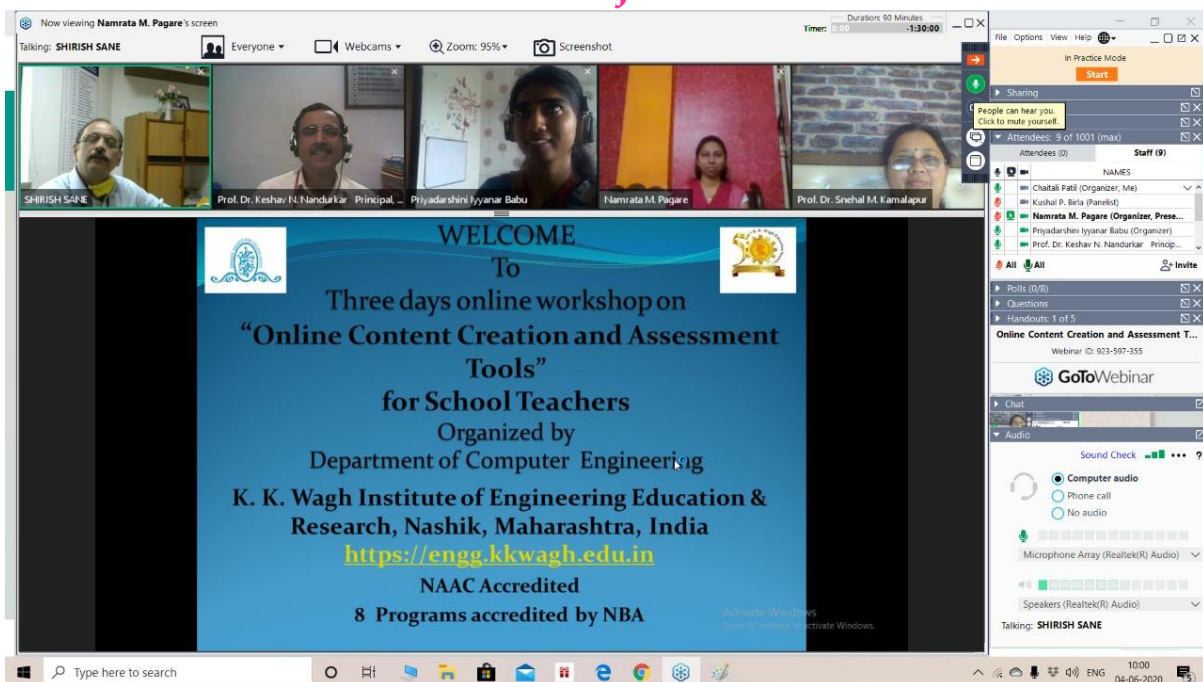 Now viewing Namrata M. Pagare's screen
Duration: 90 Minutes
Timer: 0:00 -1:30:00
Talking: SHIRISH SANE
Everyone
Webcams
Zoom: 95%
Screenshot
SHIRISH SANE
Prof. Dr. Keshav N. Nandurkar Principal, ...
Priyadarshini Iyyanar Babu
Namrata M. Pagare
Prof. Dr. Snehal M. Kamalapur
WELCOME
To
Three days online workshop on
“Online Content Creation and Assessment
Tools”
for School Teachers
Organized by
Department of Computer Engineering
K. K. Wagh Institute of Engineering Education &
Research, Nashik, Maharashtra, India
https://engg.kkwagh.edu.in
NAAC Accredited
8 Programs accredited by NBA
Activate Windows
Go to PC settings to activate Windows.
File Options View Help
In Practice Mode
Start
Sharing
People can hear you.
Click to mute yourself.
Attendees: 9 of 1001 (max)
Attendees (0) Staff (9)
NAMES
Chaitali Patil (Organizer, Me)
Kushal P. Birla (Panelist)
Namrata M. Pagare (Organizer, Prese...
Priyadarshini Iyyanar Babu (Organizer)
Prof. Dr. Keshav N. Nandurkar Princip...
All All Invite
Polls (0/8)
Questions
Handouts: 1 of 5
Online Content Creation and Assessment T...
Webinar ID: 923-597-355
GoToWebinar
Chat
Audio
Sound Check ?
Computer audio
Phone call
No audio
Microphone Array (Realtek(R) Audio)
Speakers (Realtek(R) Audio)
Talking: SHIRISH SANE
Type here to search
ENG
10:00
04-06-2020